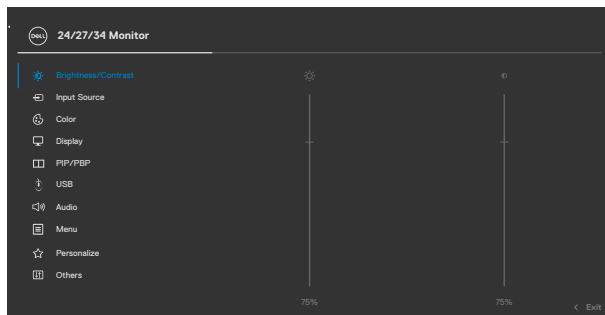 DELL
24/27/34 Monitor
Brightness/Contrast
Input Source
Color
Display
PIP/PBP
USB
Audio
Menu
Personalize
Others
75%
75%
< Exit